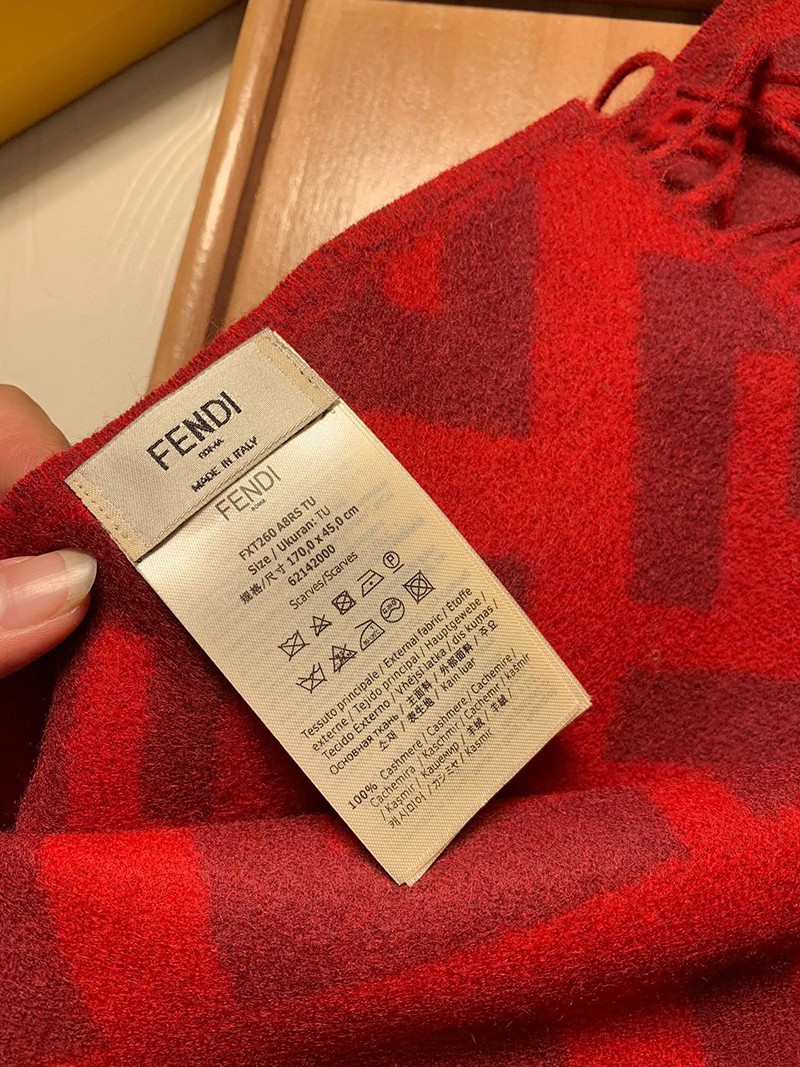 FENDI
ROMA
MADE IN ITALY
FENDI
ROMA
FXT260 A8RS TU
Size / Ukuran: TU
规格/尺寸 170,0 x 45,0 cm
62142000
Scarves/Scarves
Tessuto principale / External fabric / Étoffe
externe / Tejido principal / Hauptgewebe /
Tecido Externo / Vnější látka / dış kumaş /
Основная ткань / 主面料 / 外部面料 / 주요
소재 / 表生地 / Kain luar
100% Cashmere / Cashmere / Cachemire /
Cachemira / Kaschmir / Cachemir / kašmír
/ Kaşmir / Кашемир / 羊绒 / 羊絨 /
캐시미어 / カシミヤ / Kasmir